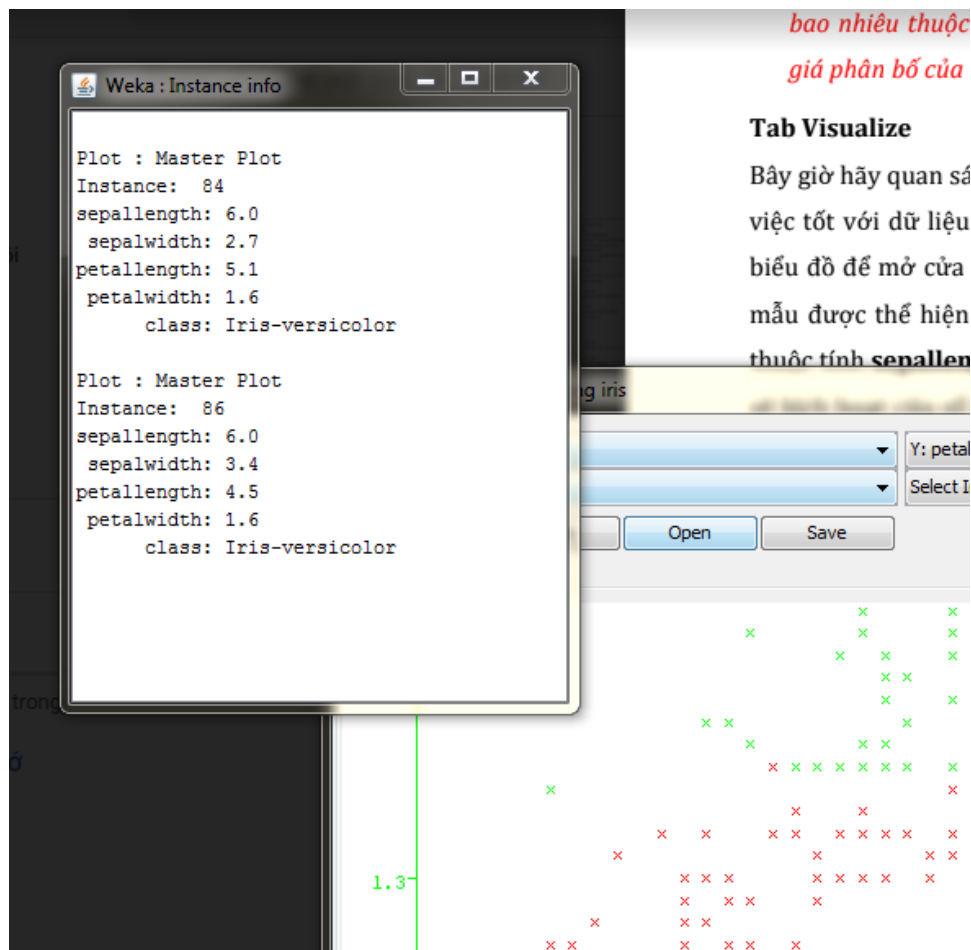 bao nhiêu thuộc
giá phân bố của
Weka : Instance info
Plot : Master Plot
Instance: 84
sepallength: 6.0
sepalwidth: 2.7
petallength: 5.1
petalwidth: 1.6
class: Iris-versicolor
Plot : Master Plot
Instance: 86
sepallength: 6.0
sepalwidth: 3.4
petallength: 4.5
petalwidth: 1.6
class: Iris-versicolor
Tab Visualize
Bây giờ hãy quan sá
việc tốt với dữ liệu
biểu đồ để mở cửa
mẫu được thể hiện
thuộc tính sepallen
ng iris
Y: petal
Select I
Open
Save
trong
1.3